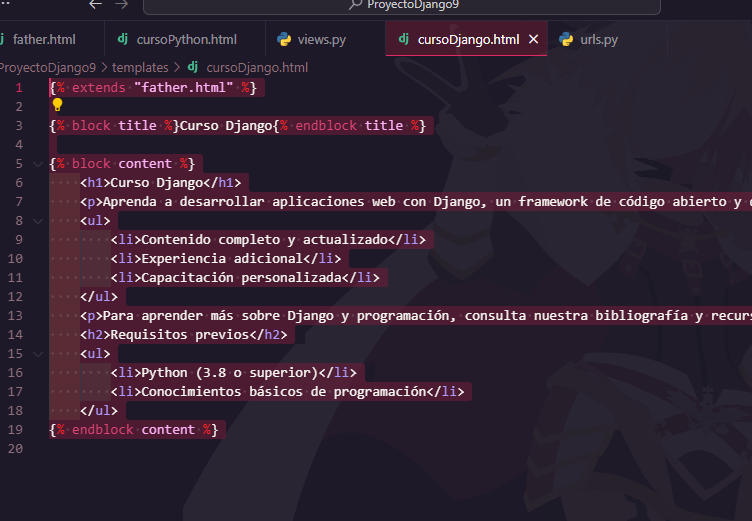 ProyectoDjango9
father.html
cursoPython.html
views.py
cursoDjango.html
urls.py
ProyectoDjango9 > templates > dj cursoDjango.html
1 {% extends "father.html" %}
2
3 {% block title %}Curso Django{% endblock title %}
4
5 {% block content %}
6 <h1>Curso Django</h1>
7 <p>Aprenda a desarrollar aplicaciones web con Django, un framework de código abierto y
8 <ul>
9 <li>Contenido completo y actualizado</li>
10 <li>Experiencia adicional</li>
11 <li>Capacitación personalizada</li>
12 </ul>
13 <p>Para aprender más sobre Django y programación, consulta nuestra bibliografía y recurs
14 <h2>Requisitos previos</h2>
15 <ul>
16 <li>Python (3.8 o superior)</li>
17 <li>Conocimientos básicos de programación</li>
18 </ul>
19 {% endblock content %}
20